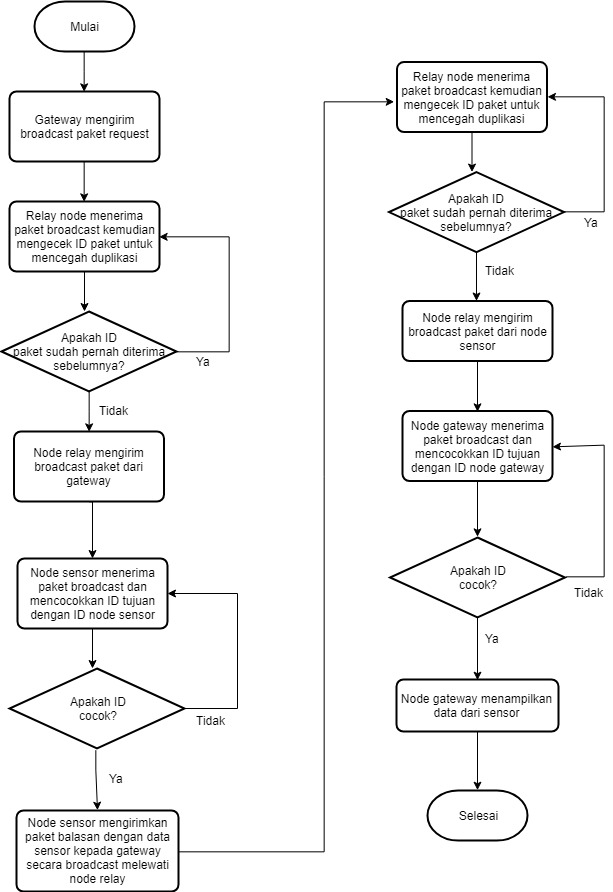 Mulai
Gateway mengirim
broadcast paket request
Relay node menerima
paket broadcast kemudian
mengecek ID paket untuk
mencegah duplikasi
Apakah ID
paket sudah pernah diterima
sebelumnya?
Ya
Tidak
Node relay mengirim
broadcast paket dari
gateway
Node sensor menerima
paket broadcast dan
mencocokkan ID tujuan
dengan ID node sensor
Apakah ID
cocok?
Tidak
Ya
Node sensor mengirimkan
paket balasan dengan data
sensor kepada gateway
secara broadcast melewati
node relay
Relay node menerima
paket broadcast kemudian
mengecek ID paket untuk
mencegah duplikasi
Apakah ID
paket sudah pernah diterima
sebelumnya?
Ya
Tidak
Node relay mengirim
broadcast paket dari node
sensor
Node gateway menerima
paket broadcast dan
mencocokkan ID tujuan
dengan ID node gateway
Apakah ID
cocok?
Tidak
Ya
Node gateway menampilkan
data dari sensor
Selesai